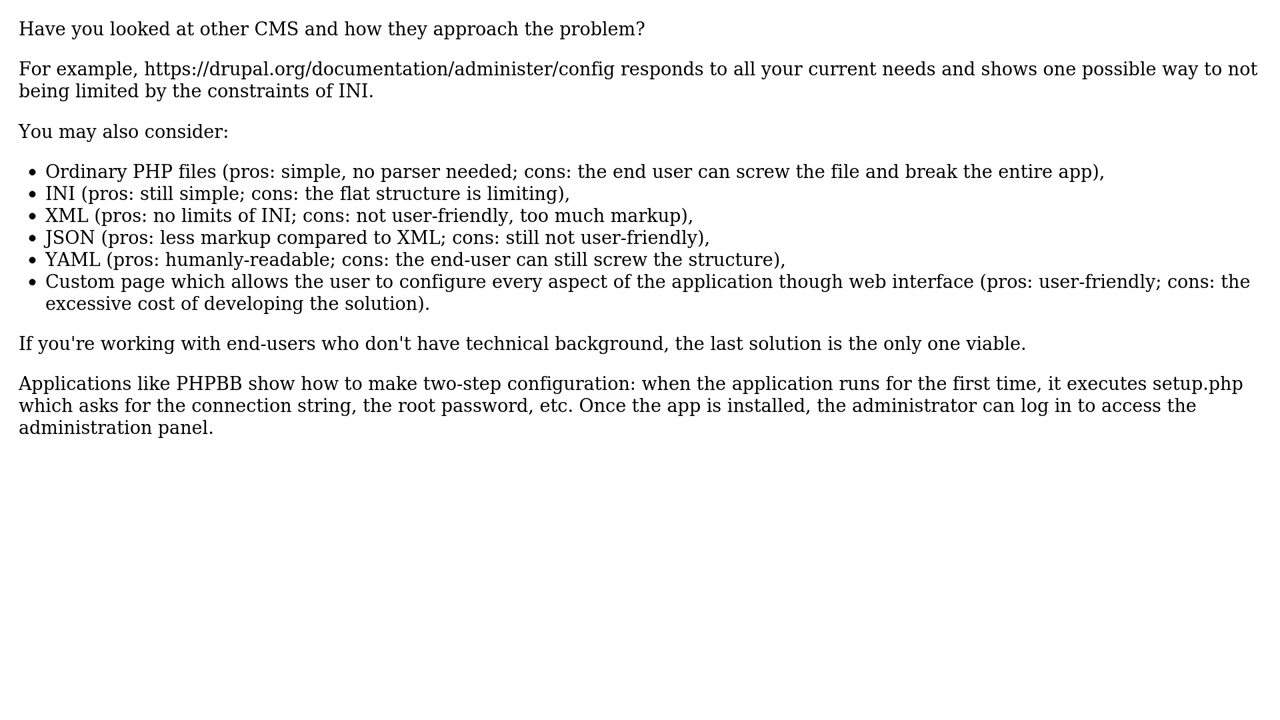 Have you looked at other CMS and how they approach the problem?
For example, https://drupal.org/documentation/administer/config responds to all your current needs and shows one possible way to not
being limited by the constraints of INI.
You may also consider:
• Ordinary PHP files (pros: simple, no parser needed; cons: the end user can screw the file and break the entire app),
• INI (pros: still simple; cons: the flat structure is limiting),
• XML (pros: no limits of INI; cons: not user-friendly, too much markup),
• JSON (pros: less markup compared to XML; cons: still not user-friendly),
• YAML (pros: humanly-readable; cons: the end-user can still screw the structure),
• Custom page which allows the user to configure every aspect of the application though web interface (pros: user-friendly; cons: the
excessive cost of developing the solution).
If you're working with end-users who don't have technical background, the last solution is the only one viable.
Applications like PHPBB show how to make two-step configuration: when the application runs for the first time, it executes setup.php
which asks for the connection string, the root password, etc. Once the app is installed, the administrator can log in to access the
administration panel.